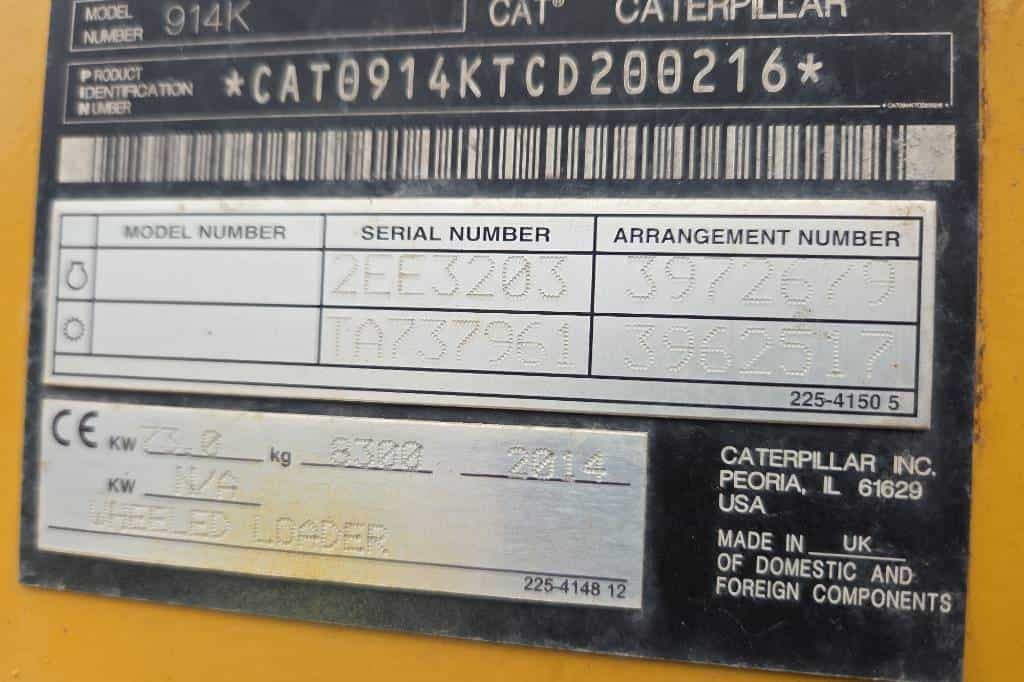 MODEL NUMBER 914K
CAT® CATERPILLAR
PRODUCT IDENTIFICATION NUMBER *CAT0914KTCD200216*
MODEL NUMBER SERIAL NUMBER ARRANGEMENT NUMBER
2EE3203 3972679
TA737961 3962517
225-4150 5
CE KW 73.0 kg 8300 2014
KW N/A
WHEELED LOADER
225-4148 12
CATERPILLAR INC.
PEORIA, IL 61629
USA
MADE IN UK
OF DOMESTIC AND
FOREIGN COMPONENTS